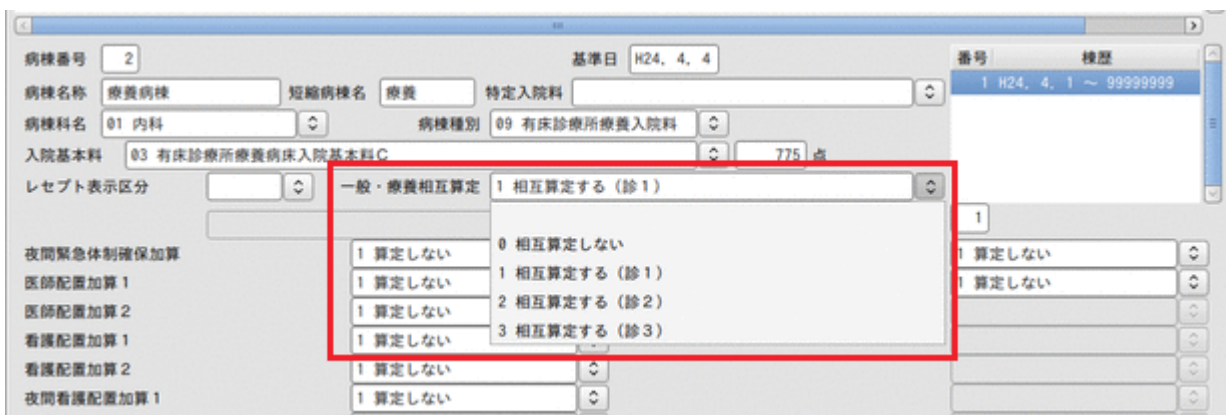 病棟番号 2 基準日 H24. 4. 4 番号 棟歴
病棟名称 療養病棟 短縮病棟名 療養 特定入院料 1 H24. 4. 1 ～ 99999999
病棟科名 01 内科 病棟種別 09 有床診療所療養入院料
入院基本料 03 有床診療所療養病床入院基本料C 775 点
レセプト表示区分 一般・療養相互算定 1 相互算定する（診１）
1
0 相互算定しない
1 相互算定する（診１）
2 相互算定する（診２）
3 相互算定する（診３）
夜間緊急体制確保加算 1 算定しない 1 算定しない
医師配置加算１ 1 算定しない 1 算定しない
医師配置加算２ 1 算定しない
看護配置加算１ 1 算定しない
看護配置加算２ 1 算定しない
夜間看護配置加算１ 1 算定しない